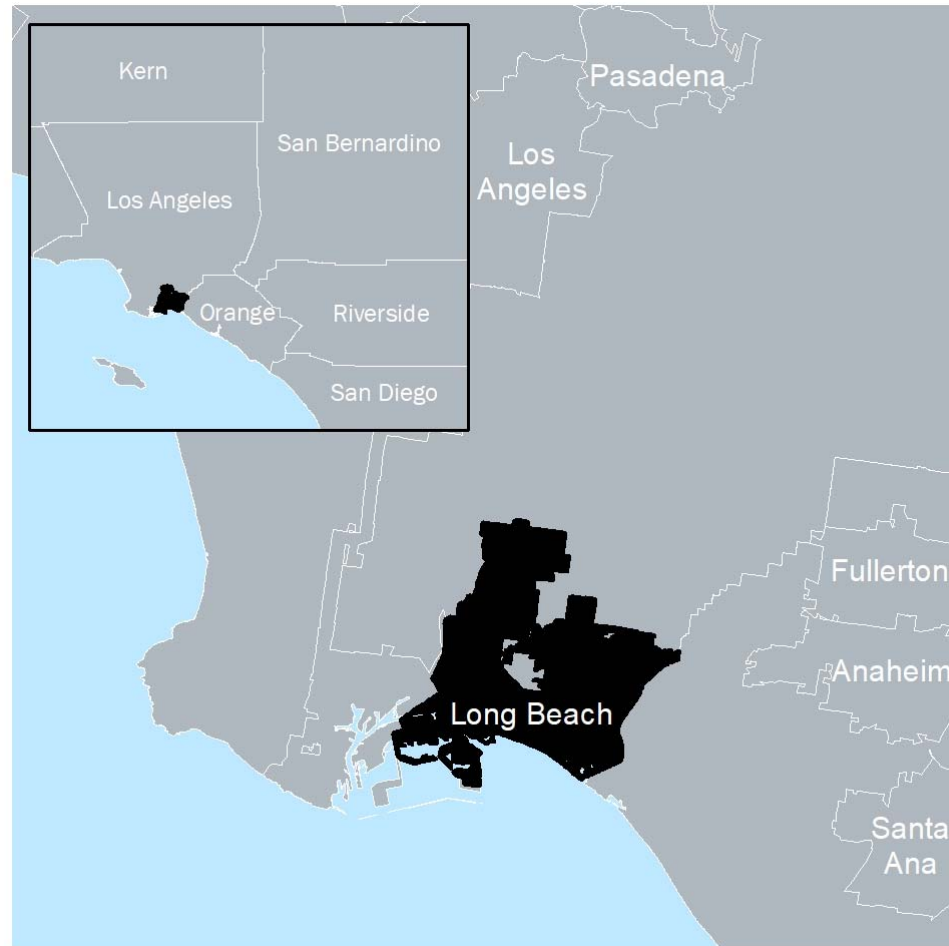 Kern
San Bernardino
Los Angeles
Orange
Riverside
San Diego
Pasadena
Los
Angeles
Fullerton
Anaheim
Long Beach
Santa
Ana